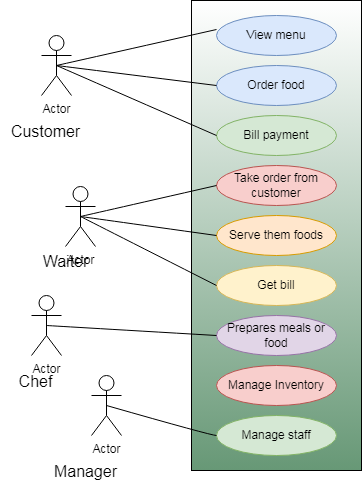 View menu
Order food
Actor
Customer
Bill payment
Take order from
customer
Serve them foods
Actor
Waiter
Get bill
Prepares meals or
food
Actor
Chef
Manage Inventory
Manage staff
Actor
Manager